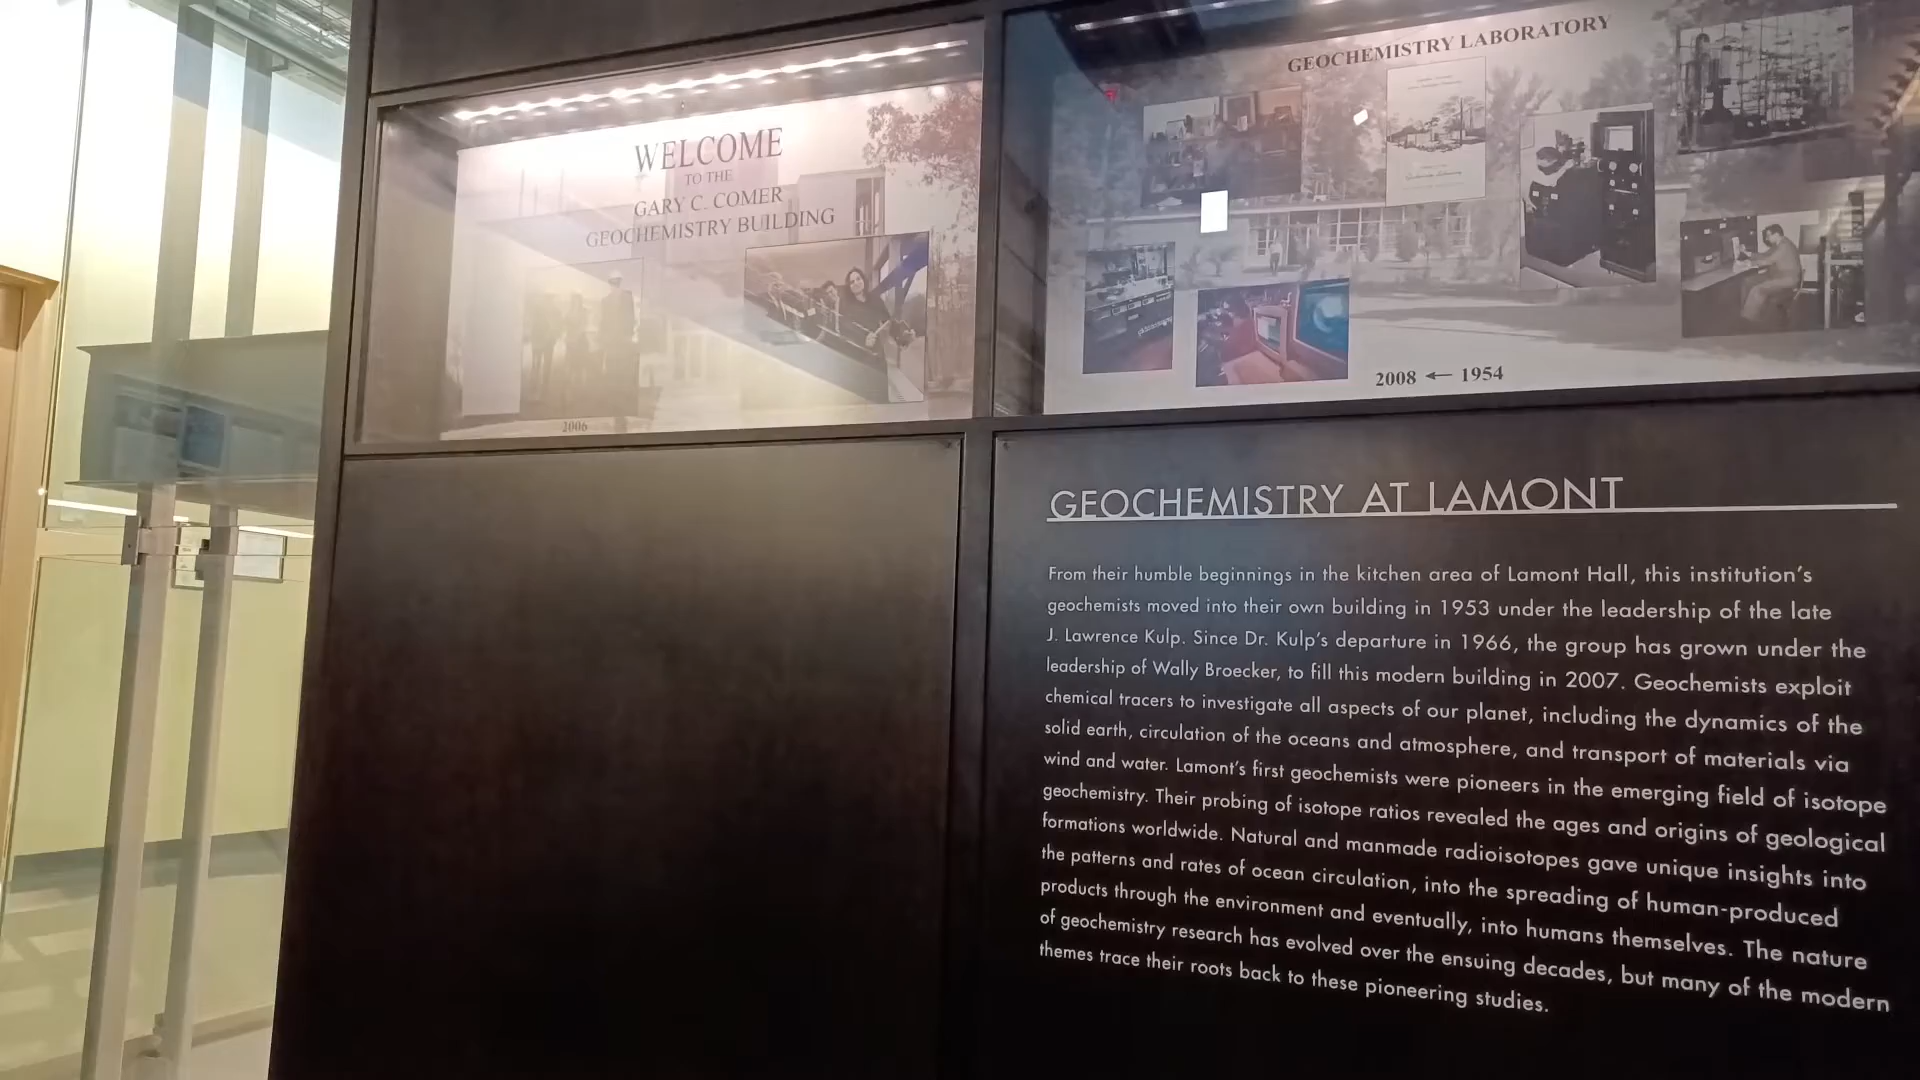 WELCOME
TO THE
GARY C. COMER
GEOCHEMISTRY BUILDING
2006
GEOCHEMISTRY LABORATORY
2008 ← 1954
GEOCHEMISTRY AT LAMONT
From their humble beginnings in the kitchen area of Lamont Hall, this institution's
geochemists moved into their own building in 1953 under the leadership of the late
J. Lawrence Kulp. Since Dr. Kulp's departure in 1966, the group has grown under the
leadership of Wally Broecker, to fill this modern building in 2007. Geochemists exploit
chemical tracers to investigate all aspects of our planet, including the dynamics of the
solid earth, circulation of the oceans and atmosphere, and transport of materials via
wind and water. Lamont's first geochemists were pioneers in the emerging field of isotope
geochemistry. Their probing of isotope ratios revealed the ages and origins of geological
formations worldwide. Natural and manmade radioisotopes gave unique insights into
the patterns and rates of ocean circulation, into the spreading of human-produced
products through the environment and eventually, into humans themselves. The nature
of geochemistry research has evolved over the ensuing decades, but many of the modern
themes trace their roots back to these pioneering studies.